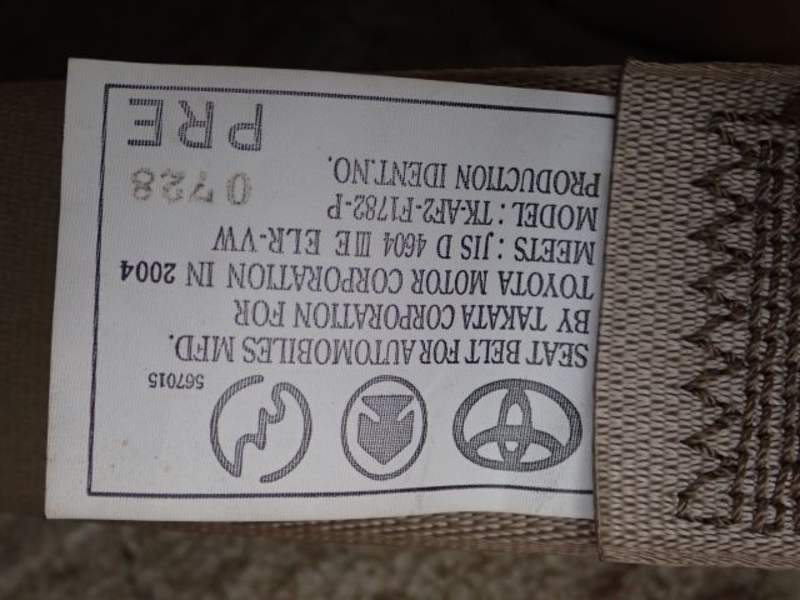 567015
SEAT BELT FOR AUTOMOBILES MFD.
BY TAKATA CORPORATION FOR
TOYOTA MOTOR CORPORATION IN 2004
MEETS : JIS D 4604 III E ELR-VW
MODEL : TK-AF2-F1782-P
PRODUCTION IDENT.NO.
0728
PRE